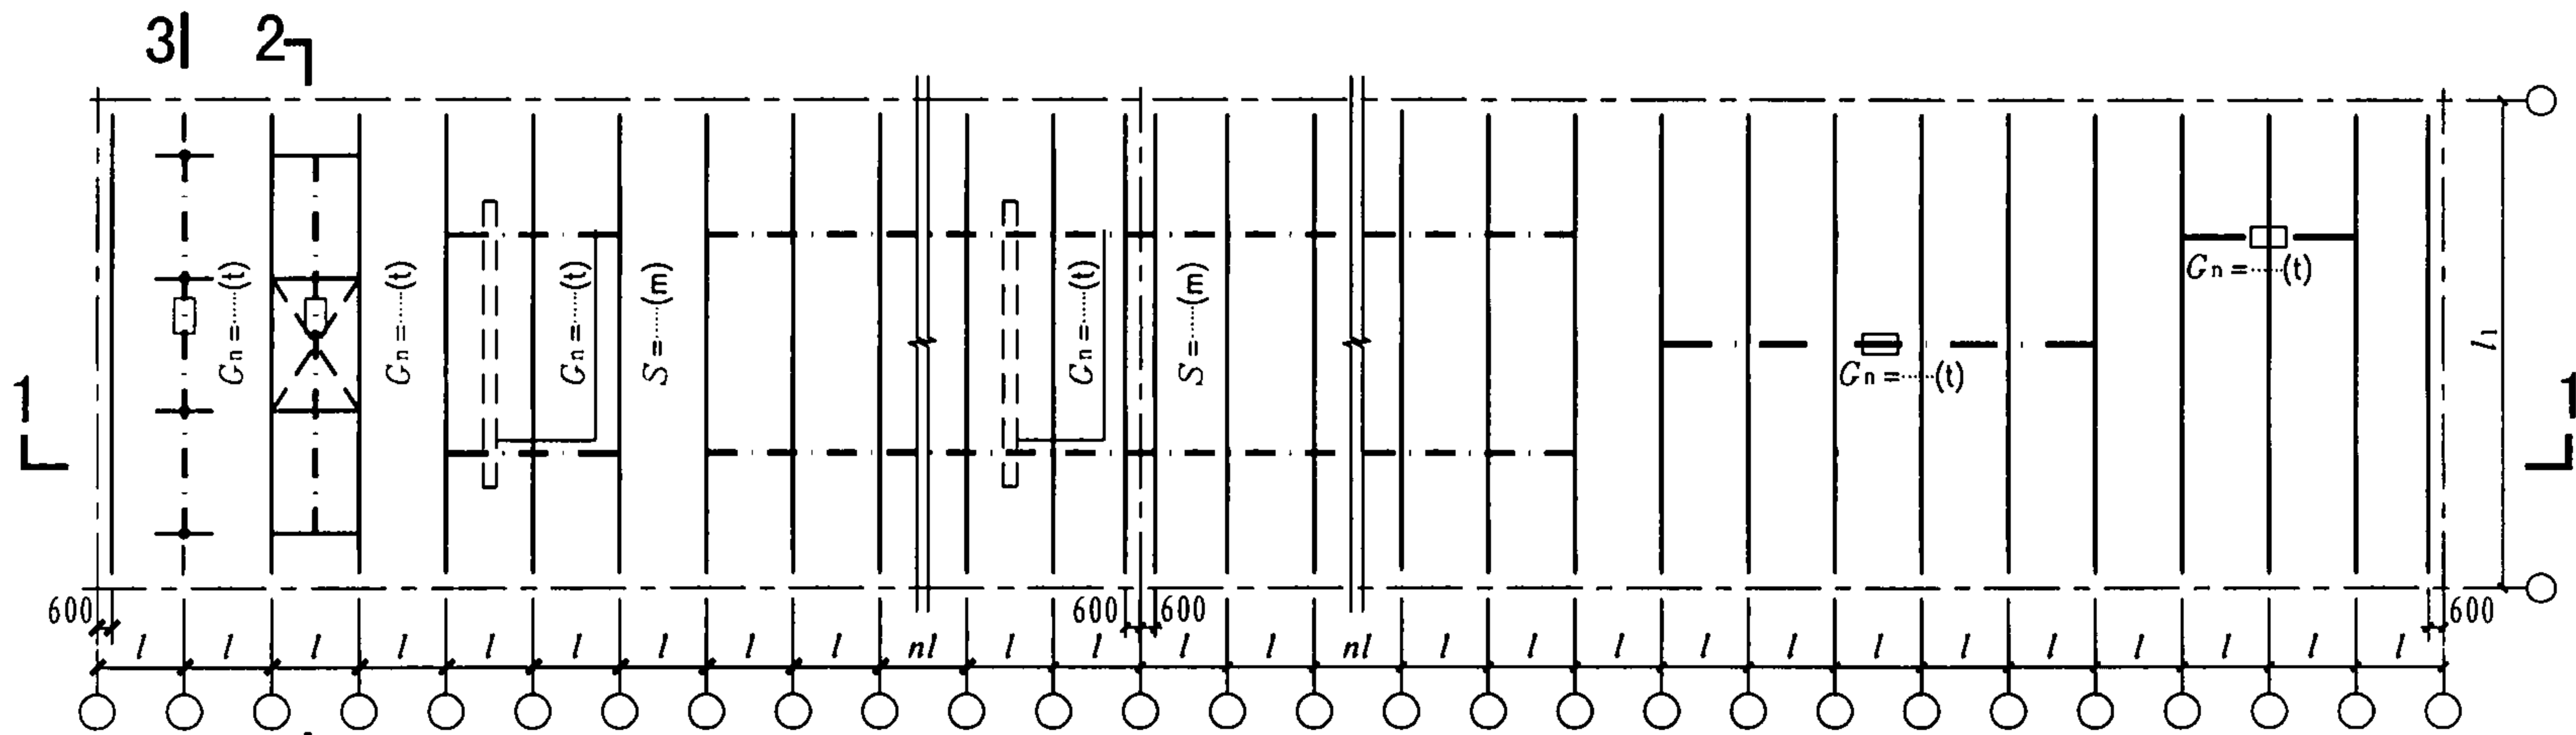 3 2
Gn=……(t)
Gn=……(t)
Gn=……(t)
S=……(m)
Gn=……(t)
S=……(m)
Gn=……(t)
Gn=……(t)
l1
1 1
600 600 600 600
l l l l l l l l l nl l l l l nl l l l l l l l l l l l l